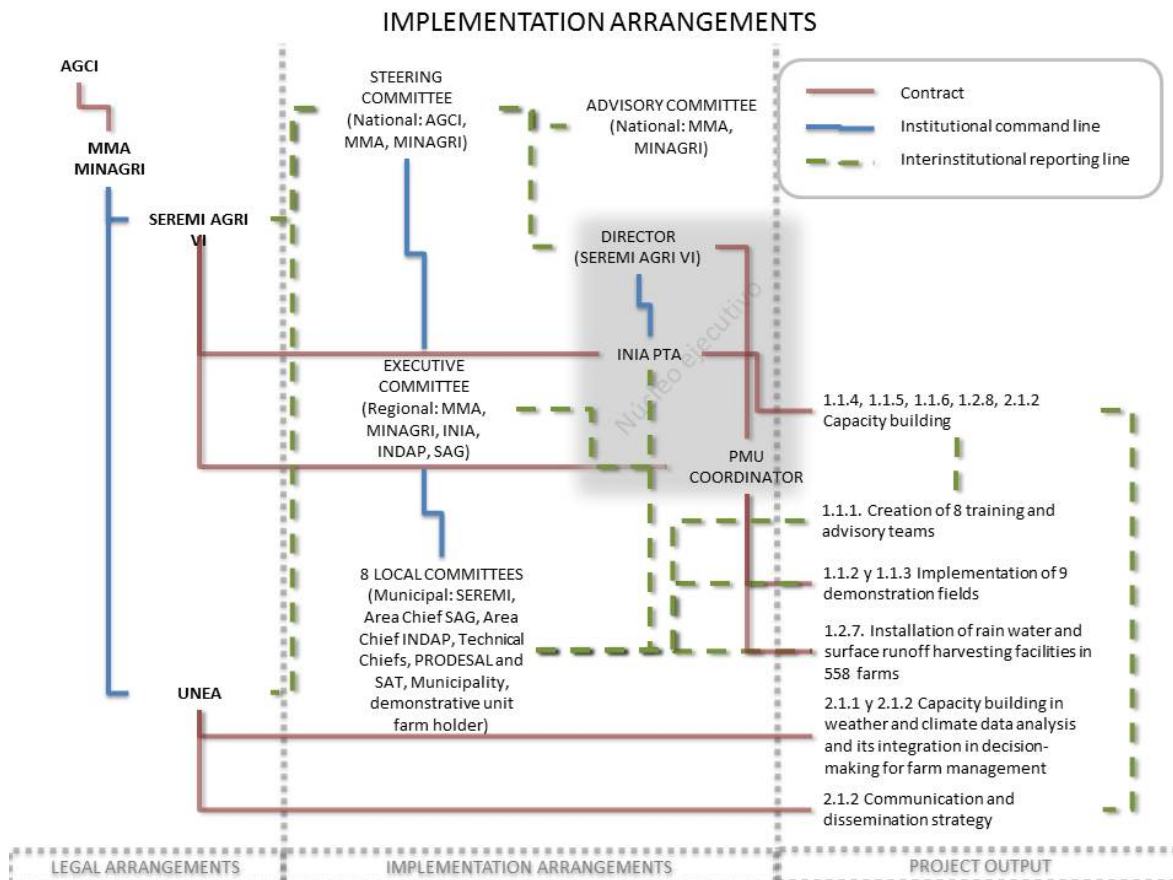 IMPLEMENTATION ARRANGEMENTS
AGCI
MMA
MINAGRI
SEREMI AGRI
VI
UNEA
STEERING
COMMITTEE
(National: AGCI,
MMA, MINAGRI)
ADVISORY COMMITTEE
(National: MMA,
MINAGRI)
Contract
Institutional command line
Interinstitutional reporting line
DIRECTOR
(SEREMI AGRI VI)
Núcleo ejecutivo
INIA PTA
EXECUTIVE
COMMITTEE
(Regional: MMA,
MINAGRI, INIA,
INDAP, SAG)
PMU
COORDINATOR
8 LOCAL COMMITTEES
(Municipal: SEREMI,
Area Chief SAG, Area
Chief INDAP, Technical
Chiefs, PRODESAL and
SAT, Municipality,
demonstrative unit
farm holder)
1.1.4, 1.1.5, 1.1.6, 1.2.8, 2.1.2
Capacity building
1.1.1. Creation of 8 training and
advisory teams
1.1.2 y 1.1.3 Implementation of 9
demonstration fields
1.2.7. Installation of rain water and
surface runoff harvesting facilities in
558 farms
2.1.1 y 2.1.2 Capacity building in
weather and climate data analysis
and its integration in decision-
making for farm management
2.1.2 Communication and
dissemination strategy
LEGAL ARRANGEMENTS
IMPLEMENTATION ARRANGEMENTS
PROJECT OUTPUT